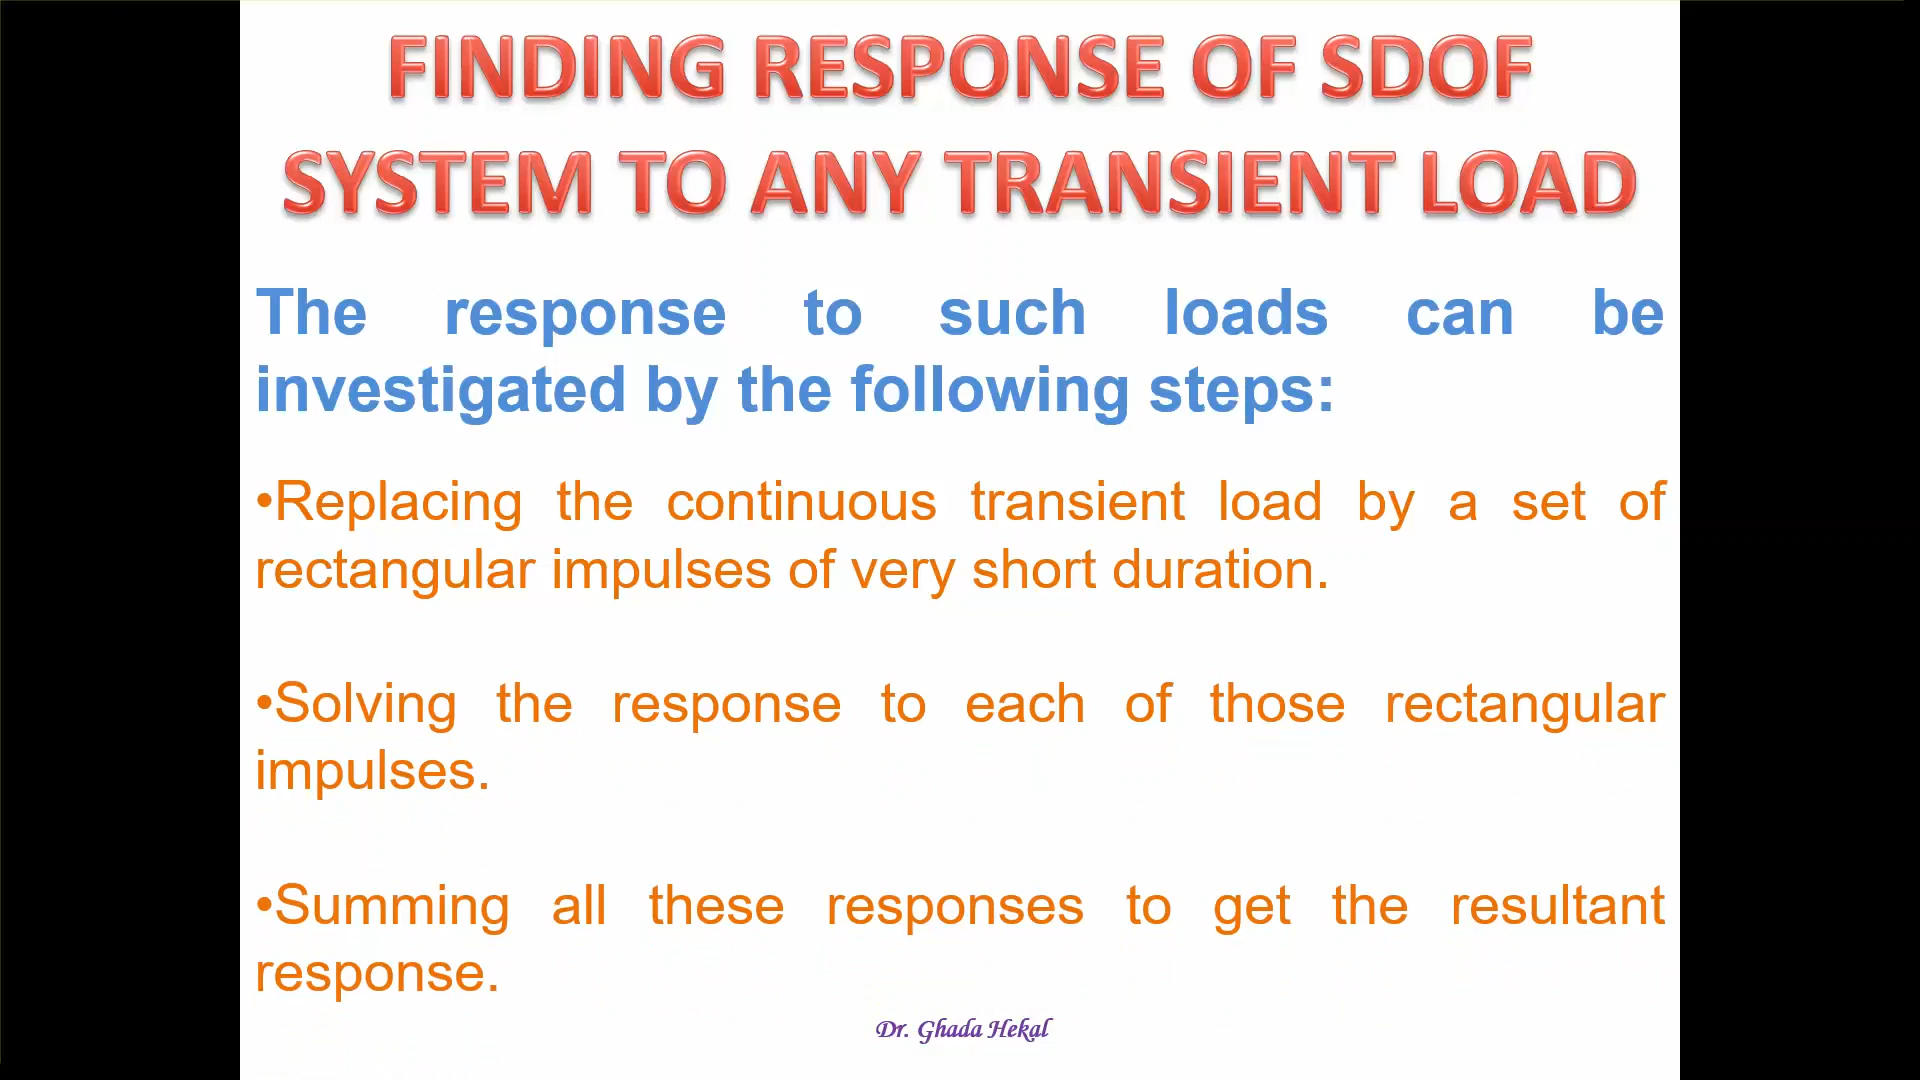 FINDING RESPONSE OF SDOF
SYSTEM TO ANY TRANSIENT LOAD
The response to such loads can be
investigated by the following steps:
•Replacing the continuous transient load by a set of
rectangular impulses of very short duration.
•Solving the response to each of those rectangular
impulses.
•Summing all these responses to get the resultant
response.
Dr. Ghada Hekal